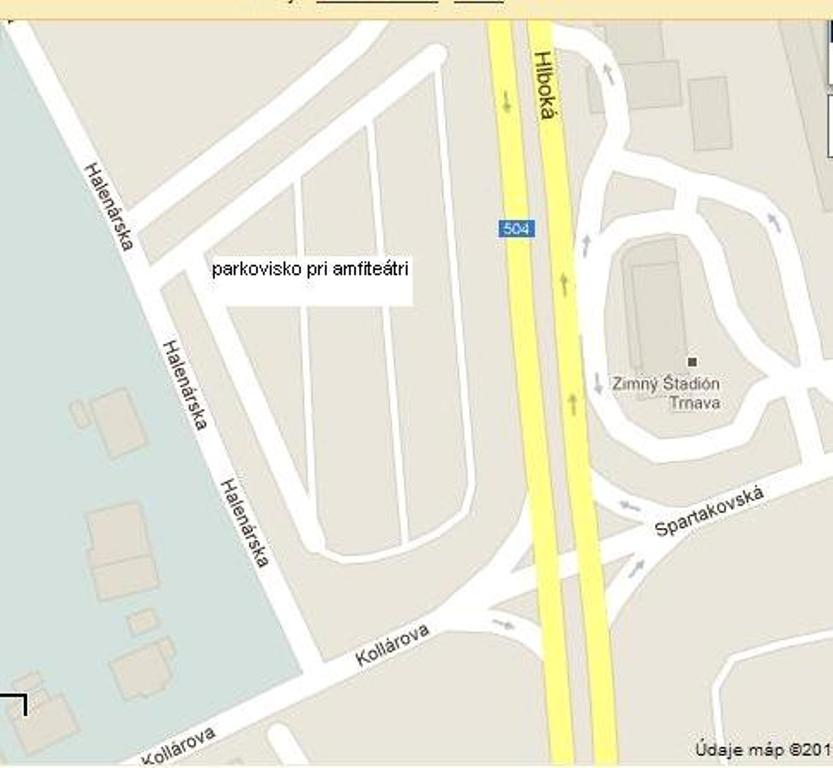 Hlboká
Halenárska
504
parkovisko pri amfiteátri
Halenárska
Zimný Štadión
Trnava
Halenárska
Spartakovská
Kollárova
Kollárova
Údaje máp ©201